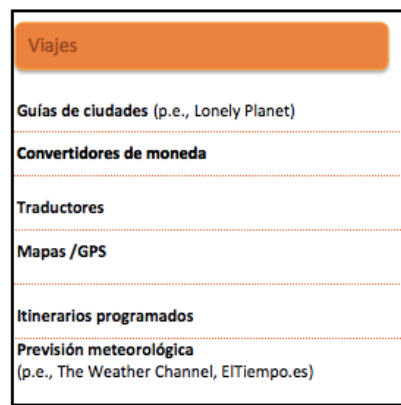 Viajes
Guías de ciudades (p.e., Lonely Planet)
Convertidores de moneda
Traductores
Mapas /GPS
Itinerarios programados
Previsión meteorológica
(p.e., The Weather Channel, ElTiempo.es)